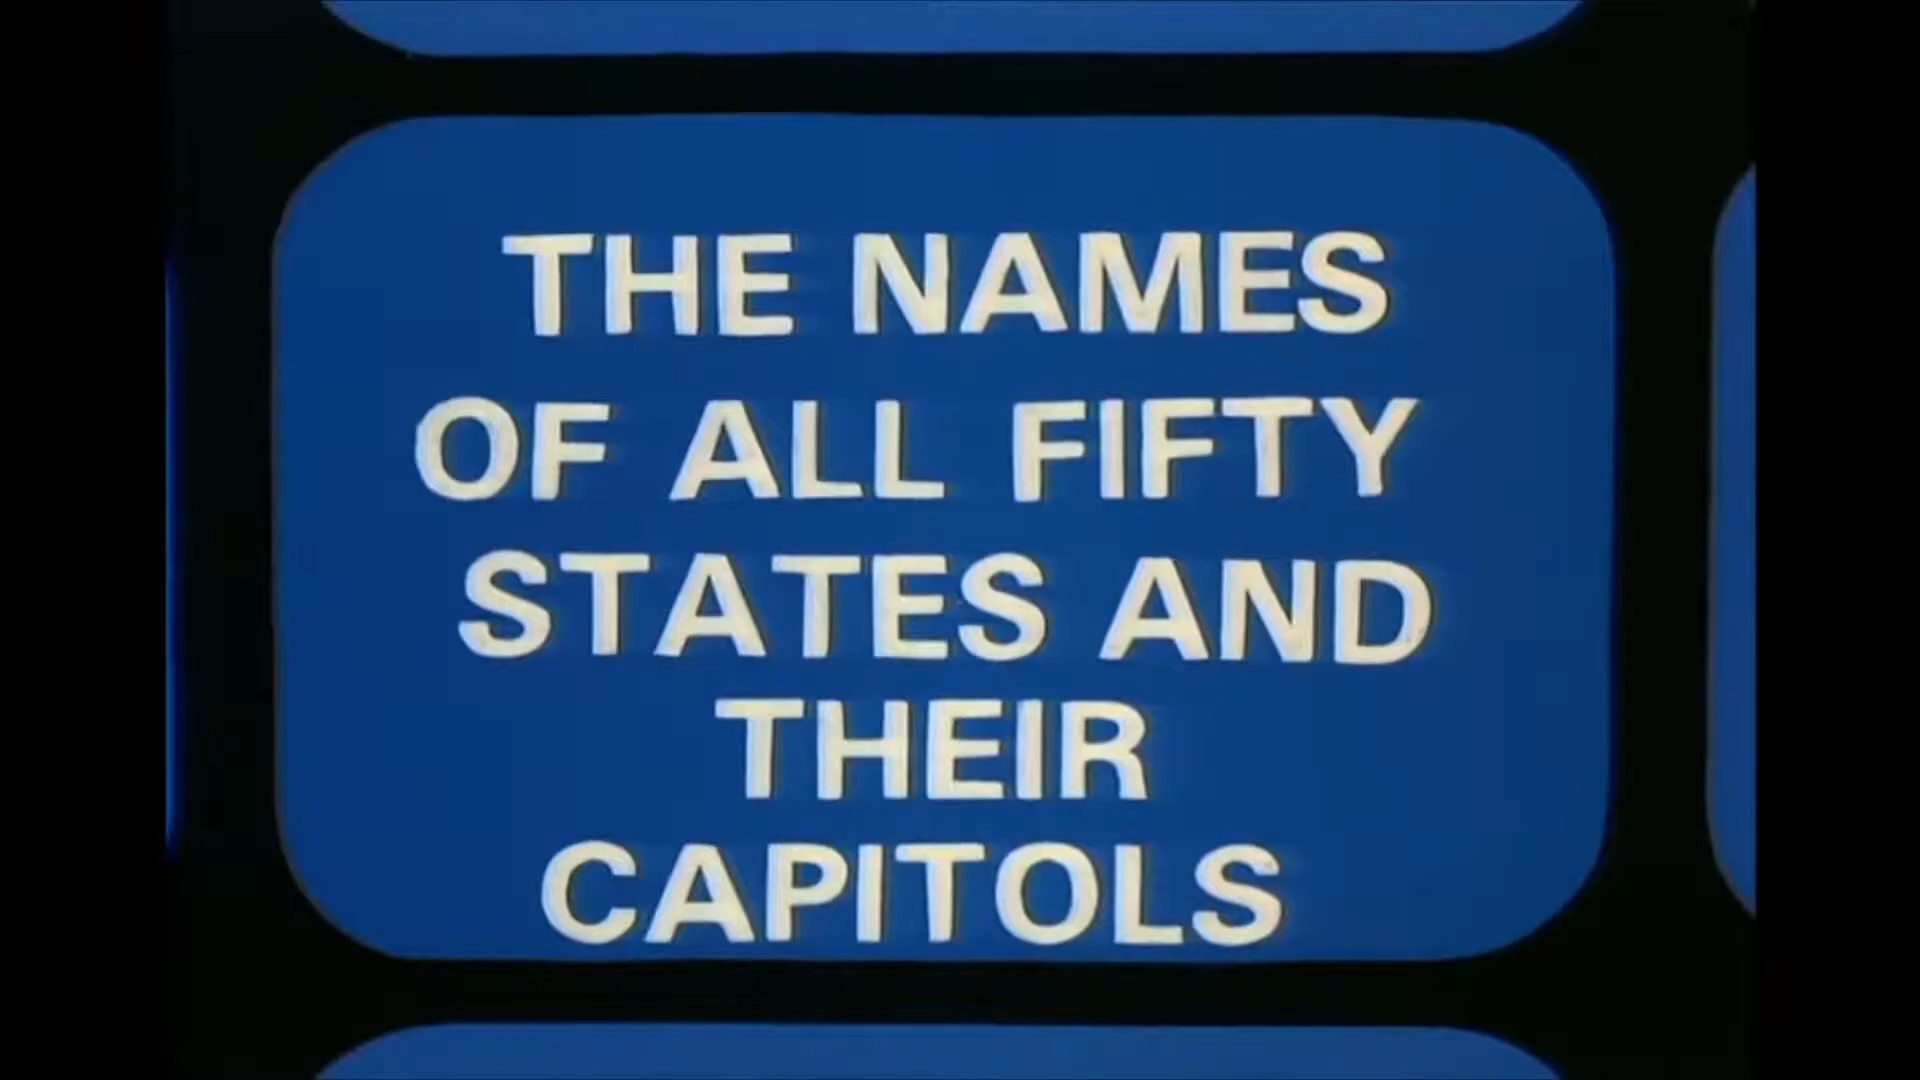 THE NAMES
OF ALL FIFTY
STATES AND
THEIR
CAPITOLS